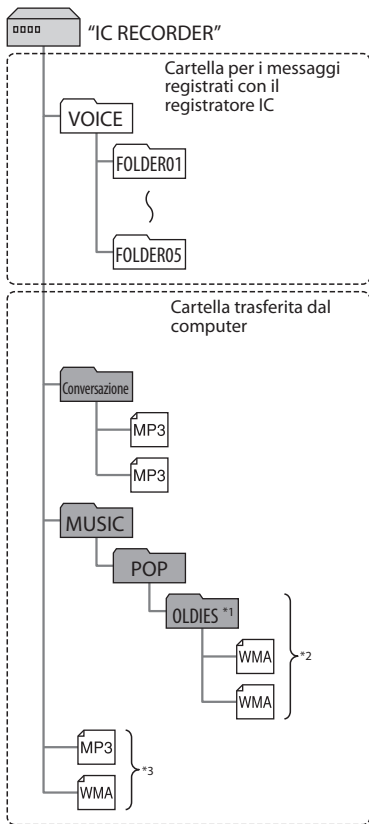 “IC RECORDER”
Cartella per i messaggi
registrati con il
registratore IC
VOICE
FOLDER01
FOLDER05
Cartella trasferita dal
computer
Conversazione
MP3
MP3
MUSIC
POP
OLDIES *1
WMA
*2
WMA
MP3
*3
WMA